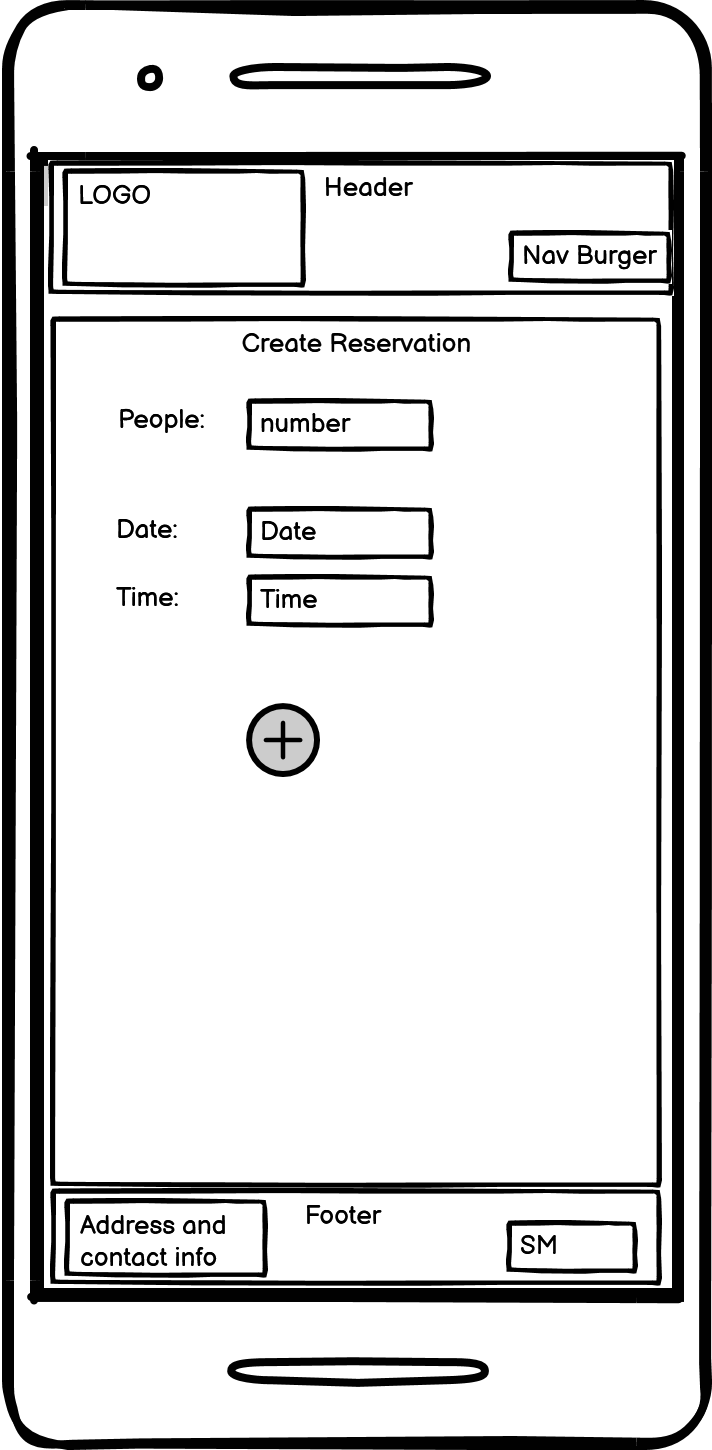 LOGO
Header
Nav Burger
Create Reservation
People:
number
Date:
Date
Time:
Time
Footer
Address and
contact info
SM